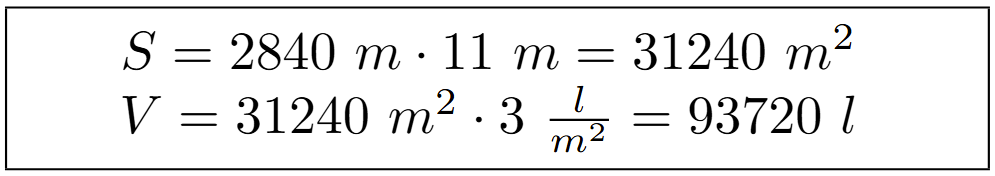 S = 2840 m · 11 m = 31240 m²
V = 31240 m² · 3 l/m² = 93720 l